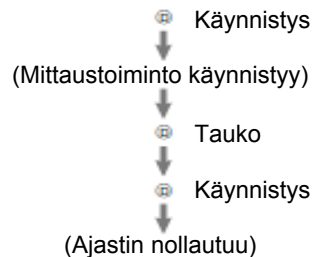 Käynnistys
(Mittaustoiminto käynnistyy)
Tauko
Käynnistys
(Ajastin nollautuu)